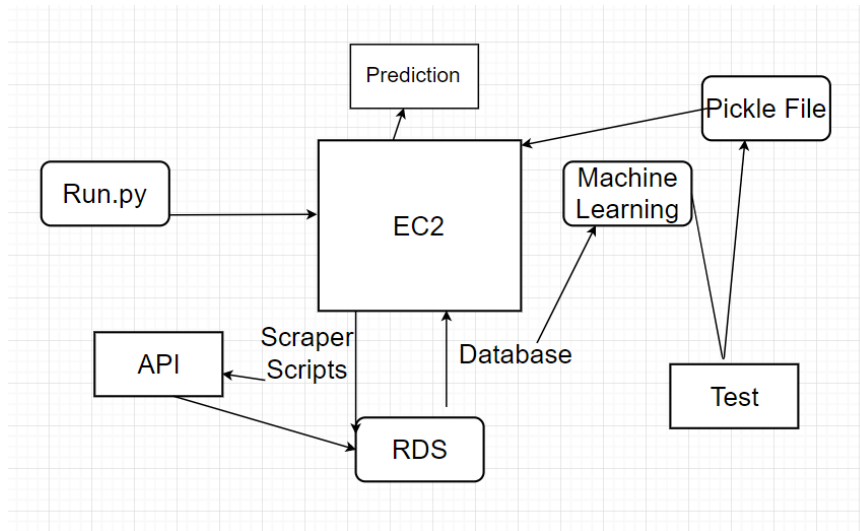 Prediction
Pickle File
Run.py
EC2
Machine
Learning
Scraper
Scripts
Database
API
Test
RDS